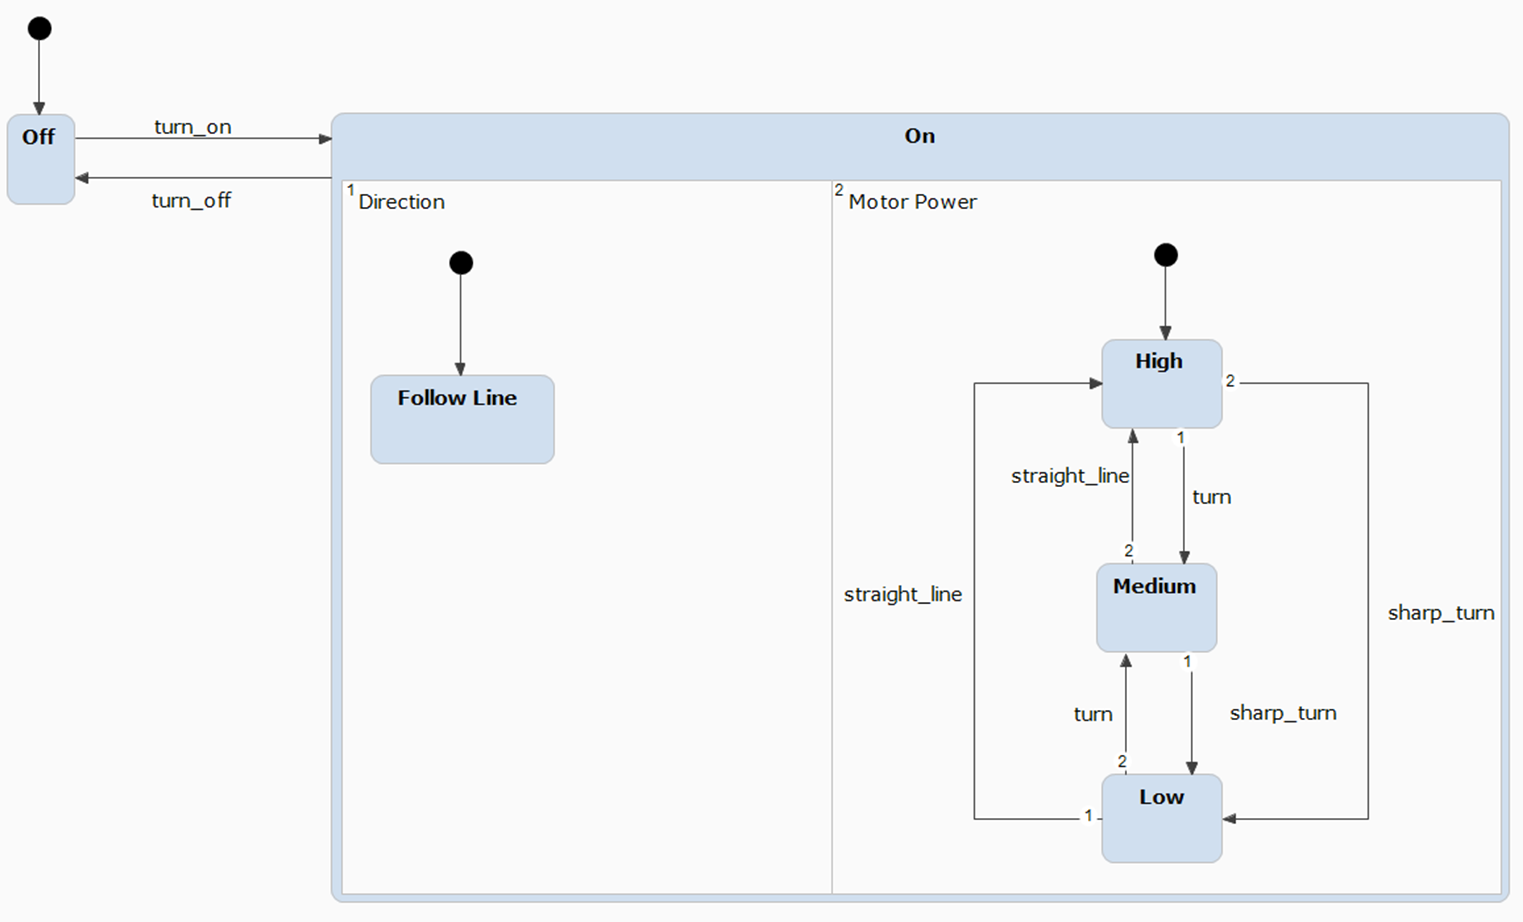 Off
turn_on
turn_off
On
1 Direction
2 Motor Power
Follow Line
High
2
1
straight_line
turn
2
Medium
straight_line
sharp_turn
1
turn
sharp_turn
2
Low
1